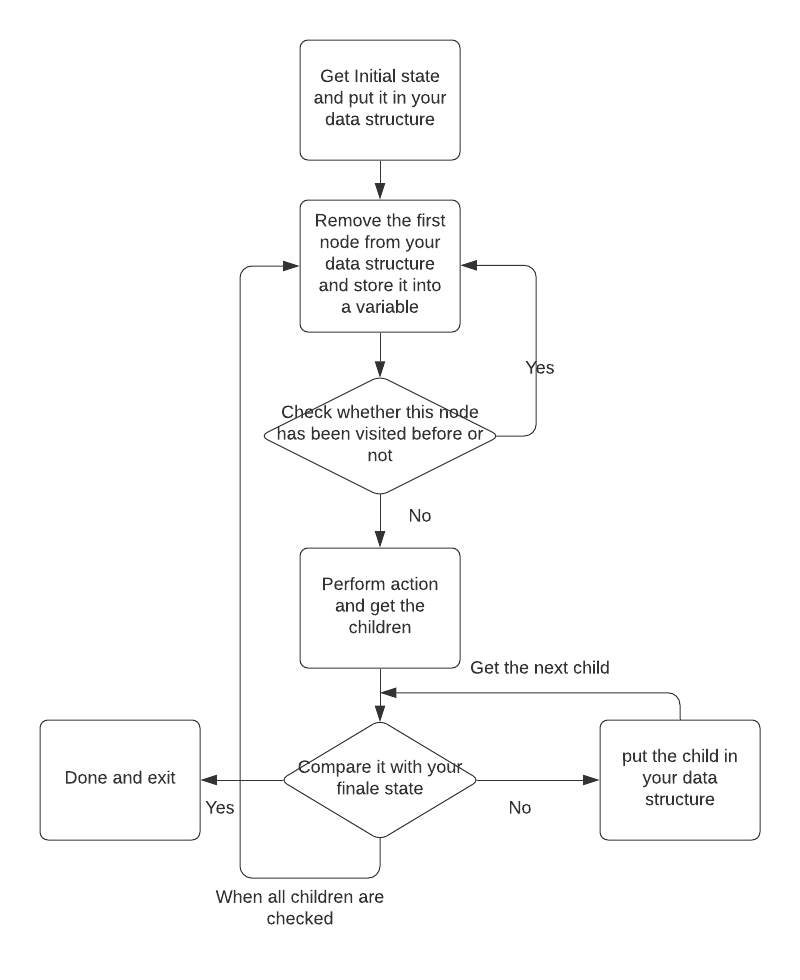 Get Initial state
and put it in your
data structure
Remove the first
node from your
data structure
and store it into
a variable
Yes
Check whether this node
has been visited before or
not
No
Perform action
and get the
children
Get the next child
Done and exit
Yes
Compare it with your
finale state
No
put the child in
your data
structure
When all children are
checked